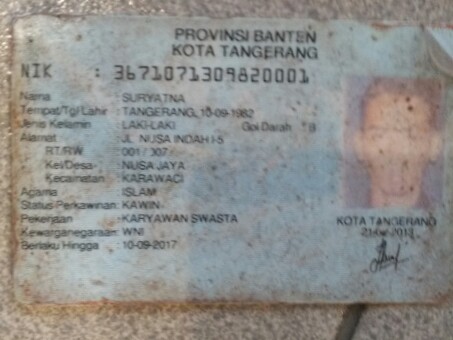 PROVINSI BANTEN
KOTA TANGERANG
NIK : 3671071309820001
Nama : SURYATNA
Tempat/Tgl Lahir : TANGERANG, 10-09-1982
Jenis Kelamin : LAKI-LAKI Gol Darah : B
Alamat : JL. NUSA INDAH I-5
RT/RW : 001 / 007
Kel/Desa : NUSA JAYA
Kecamatan : KARAWACI
Agama : ISLAM
Status Perkawinan : KAWIN
Pekerjaan : KARYAWAN SWASTA
Kewarganegaraan : WNI
Berlaku Hingga : 10-09-2017
KOTA TANGERANG